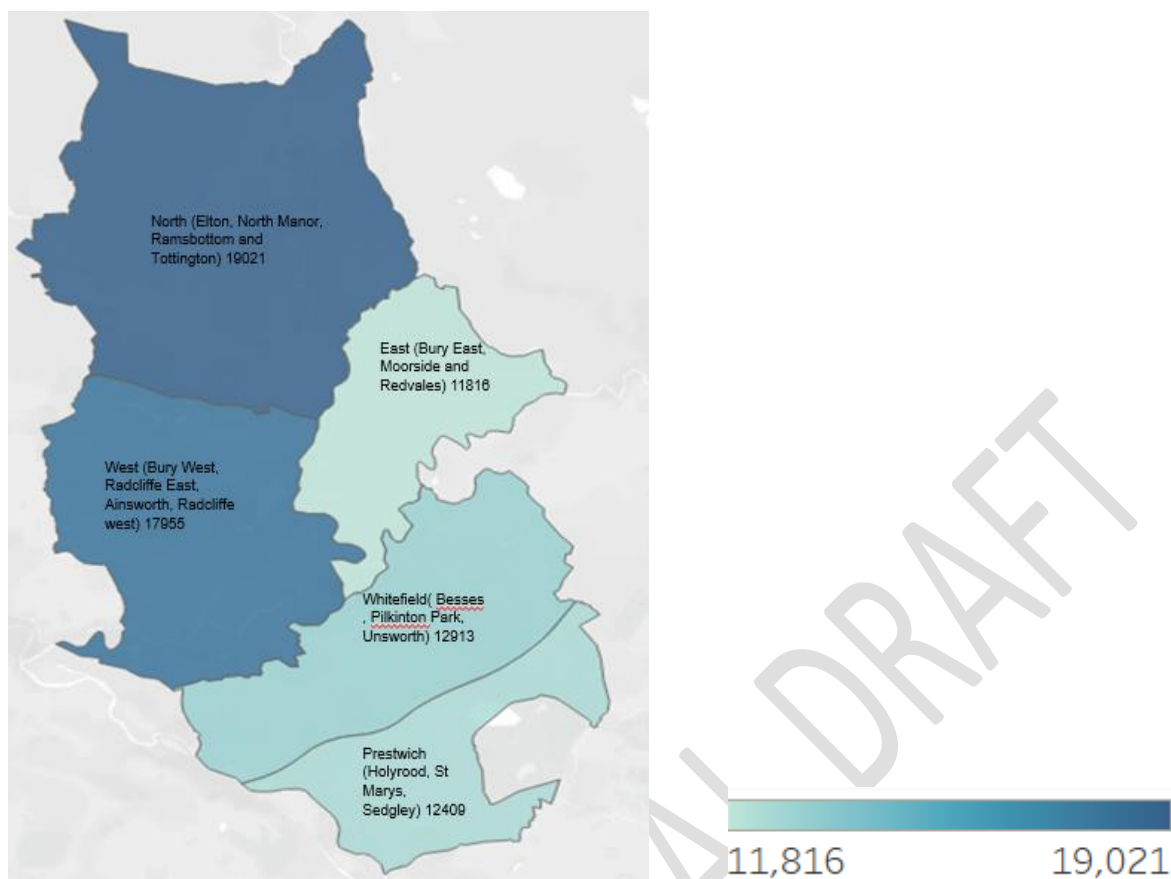 North (Elton, North Manor,
Ramsbottom and
Tottington) 19021
East (Bury East,
Moorside and
Redvales) 11816
West (Bury West,
Radcliffe East,
Ainsworth, Radcliffe
west) 17955
Whitefield( Besses
, Pilkinton Park,
Unsworth) 12913
Prestwich
(Holyrood, St
Marys,
Sedgley) 12409
AL DRAFT
11,816 19,021